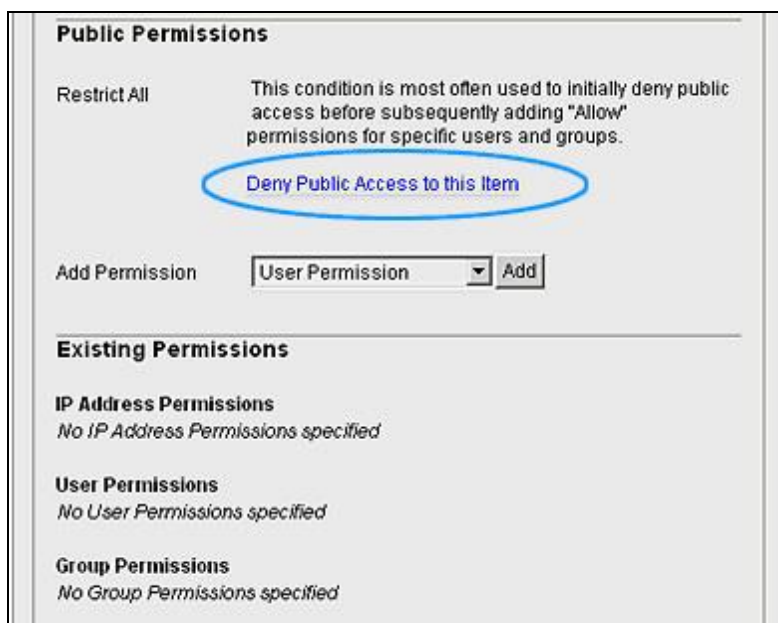 Public Permissions
Restrict All
This condition is most often used to initially deny public
access before subsequently adding "Allow"
permissions for specific users and groups.
Deny Public Access to this Item
Add Permission
User Permission
Add
Existing Permissions
IP Address Permissions
No IP Address Permissions specified
User Permissions
No User Permissions specified
Group Permissions
No Group Permissions specified